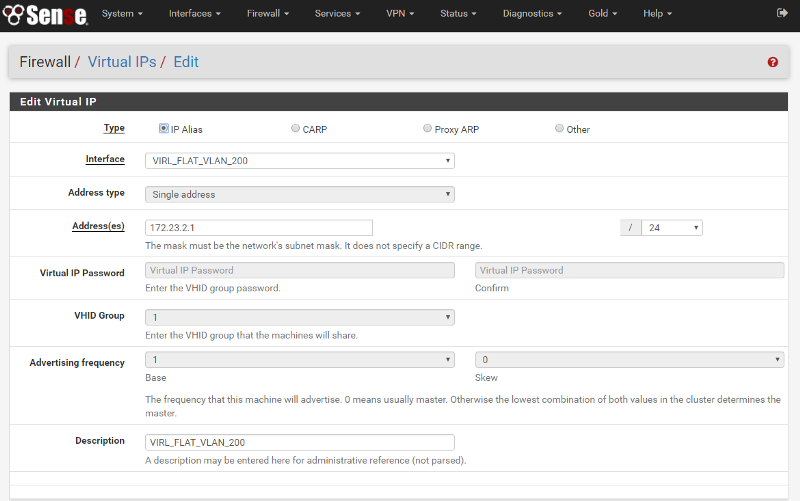 Sense
System Interfaces Firewall Services VPN Status Diagnostics Gold Help
Firewall / Virtual IPs / Edit
Edit Virtual IP
Type IP Alias CARP Proxy ARP Other
Interface VIRL_FLAT_VLAN_200
Address type Single address
Address(es) 172.23.2.1 / 24
The mask must be the network's subnet mask. It does not specify a CIDR range.
Virtual IP Password Virtual IP Password Virtual IP Password
Enter the VHID group password. Confirm
VHID Group 1
Enter the VHID group that the machines will share.
Advertising frequency 1 0
Base Skew
The frequency that this machine will advertise. 0 means usually master. Otherwise the lowest combination of both values in the cluster determines the
master.
Description VIRL_FLAT_VLAN_200
A description may be entered here for administrative reference (not parsed).